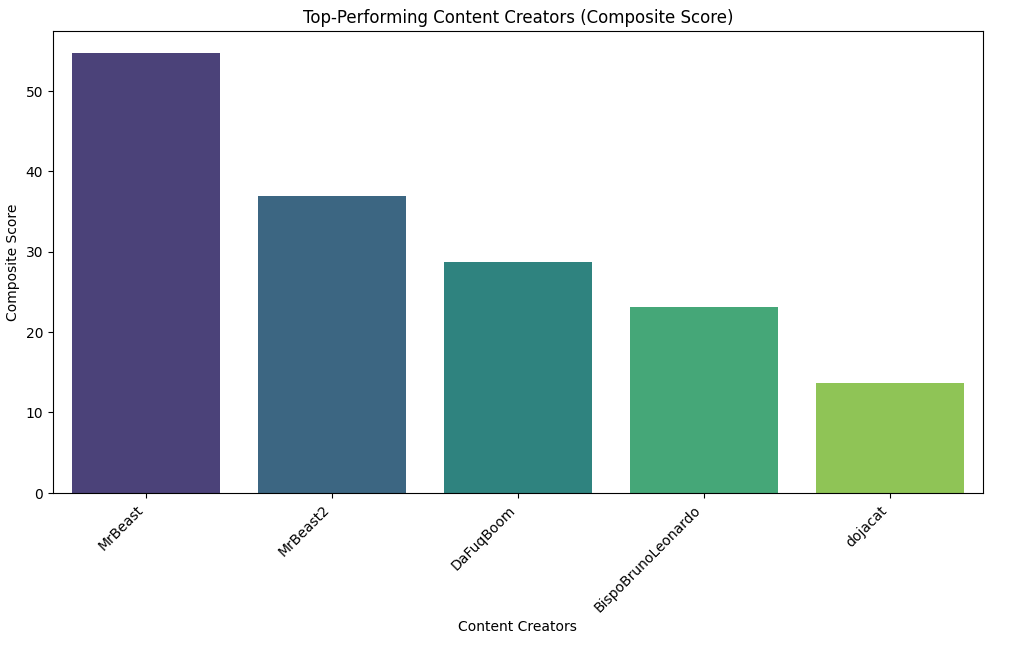 Top-Performing Content Creators (Composite Score)
Composite Score
50
40
30
20
10
0
MrBeast
MrBeast2
DaFuqBoom
BispoBrunoLeonardo
dojacat
Content Creators